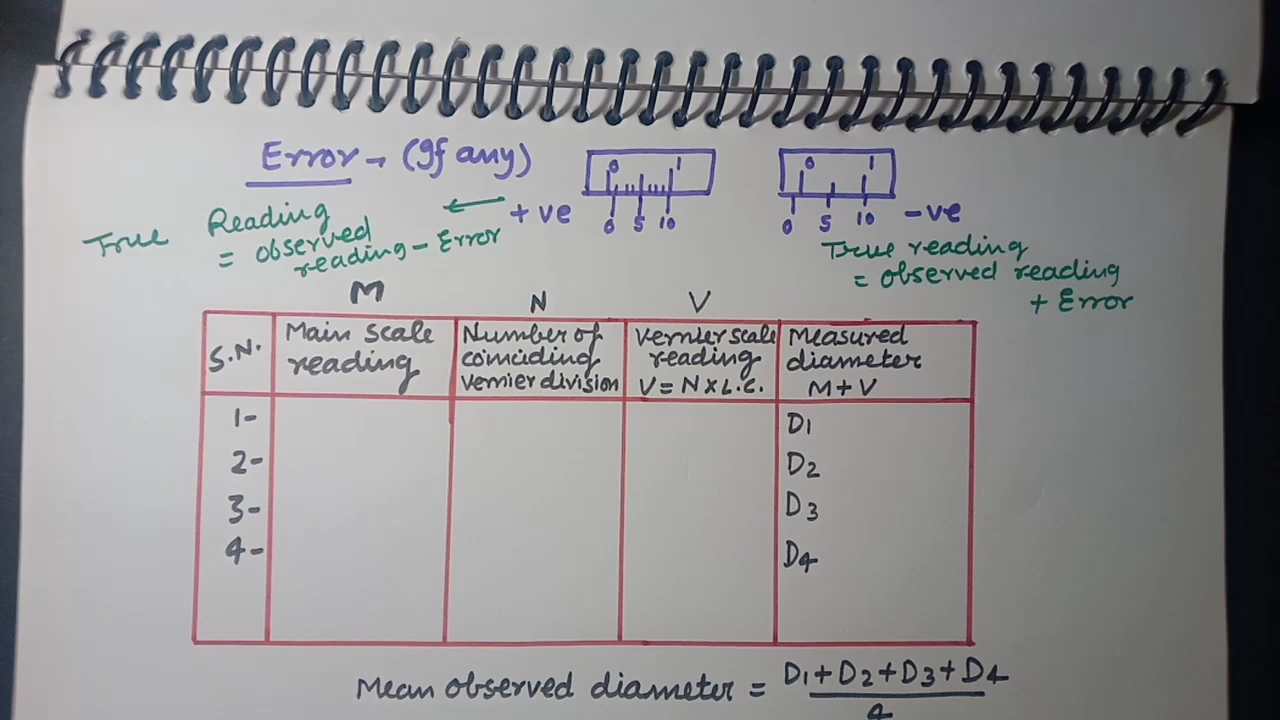 Error → (If any)
0 1
0 5 10
+ve
0 1
0 5 10
-ve
True Reading
= observed
reading - Error
True reading
= observed reading
+ Error
M N V
S.N.
Main scale
reading
Number of
coinciding
Vernier division
Vernier scale
reading
V = N X L.C.
Measured
diameter
M + V
1- D1
2- D2
3- D3
4- D4
Mean observed diameter = D1 + D2 + D3 + D4
4